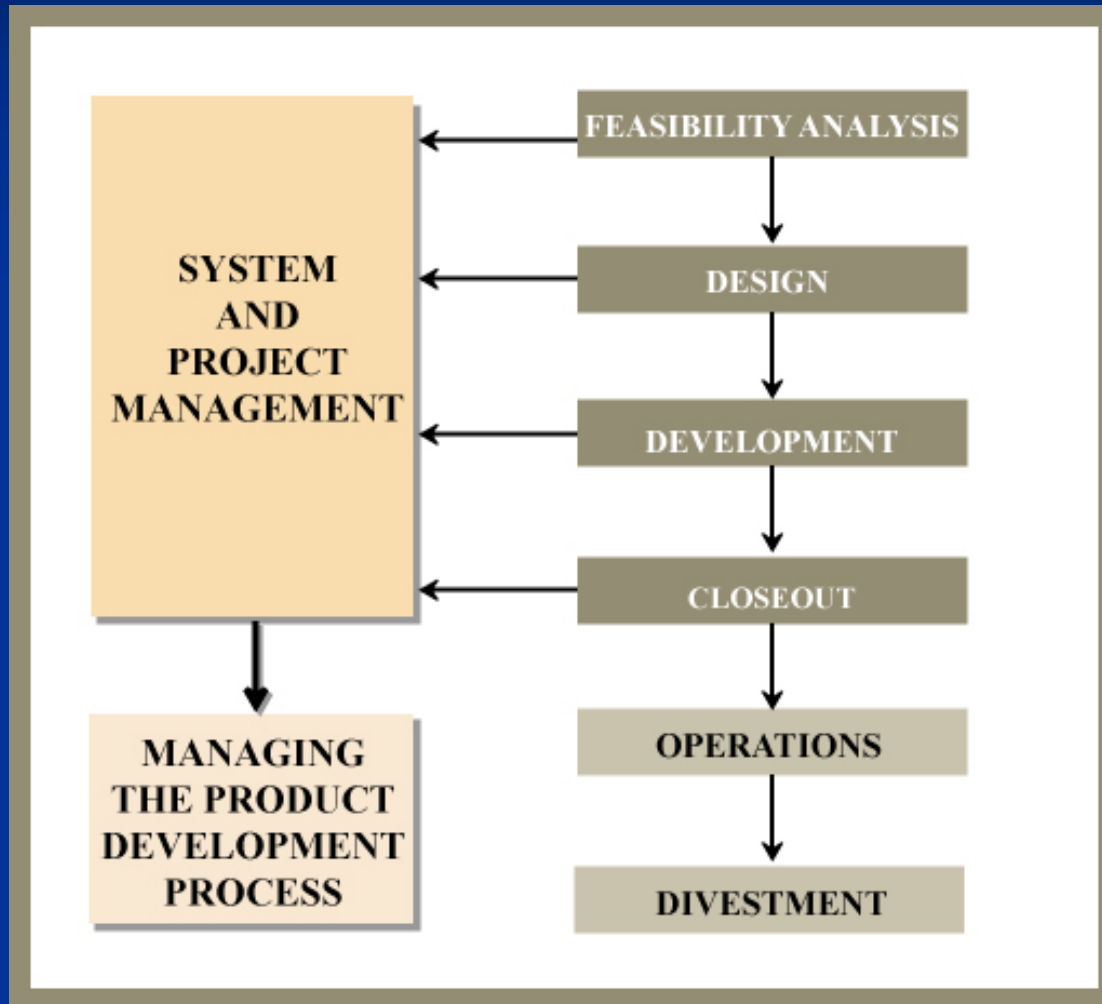 SYSTEM
AND
PROJECT
MANAGEMENT
MANAGING
THE PRODUCT
DEVELOPMENT
PROCESS
FEASIBILITY ANALYSIS
DESIGN
DEVELOPMENT
CLOSEOUT
OPERATIONS
DIVESTMENT